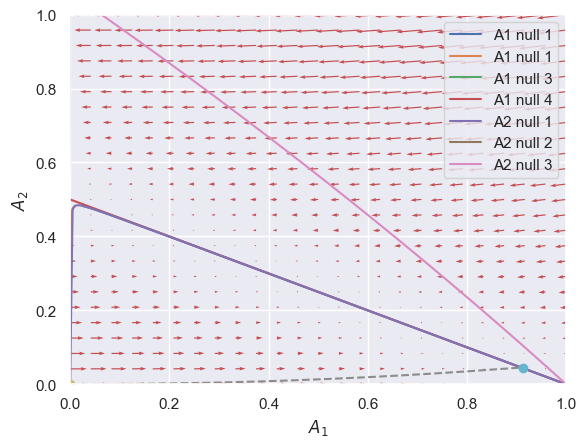 1.0
0.8
0.6
0.4
0.2
0.0
A2
0.0 0.2 0.4 0.6 0.8 1.0
A1
A1 null 1
A1 null 1
A1 null 3
A1 null 4
A2 null 1
A2 null 2
A2 null 3